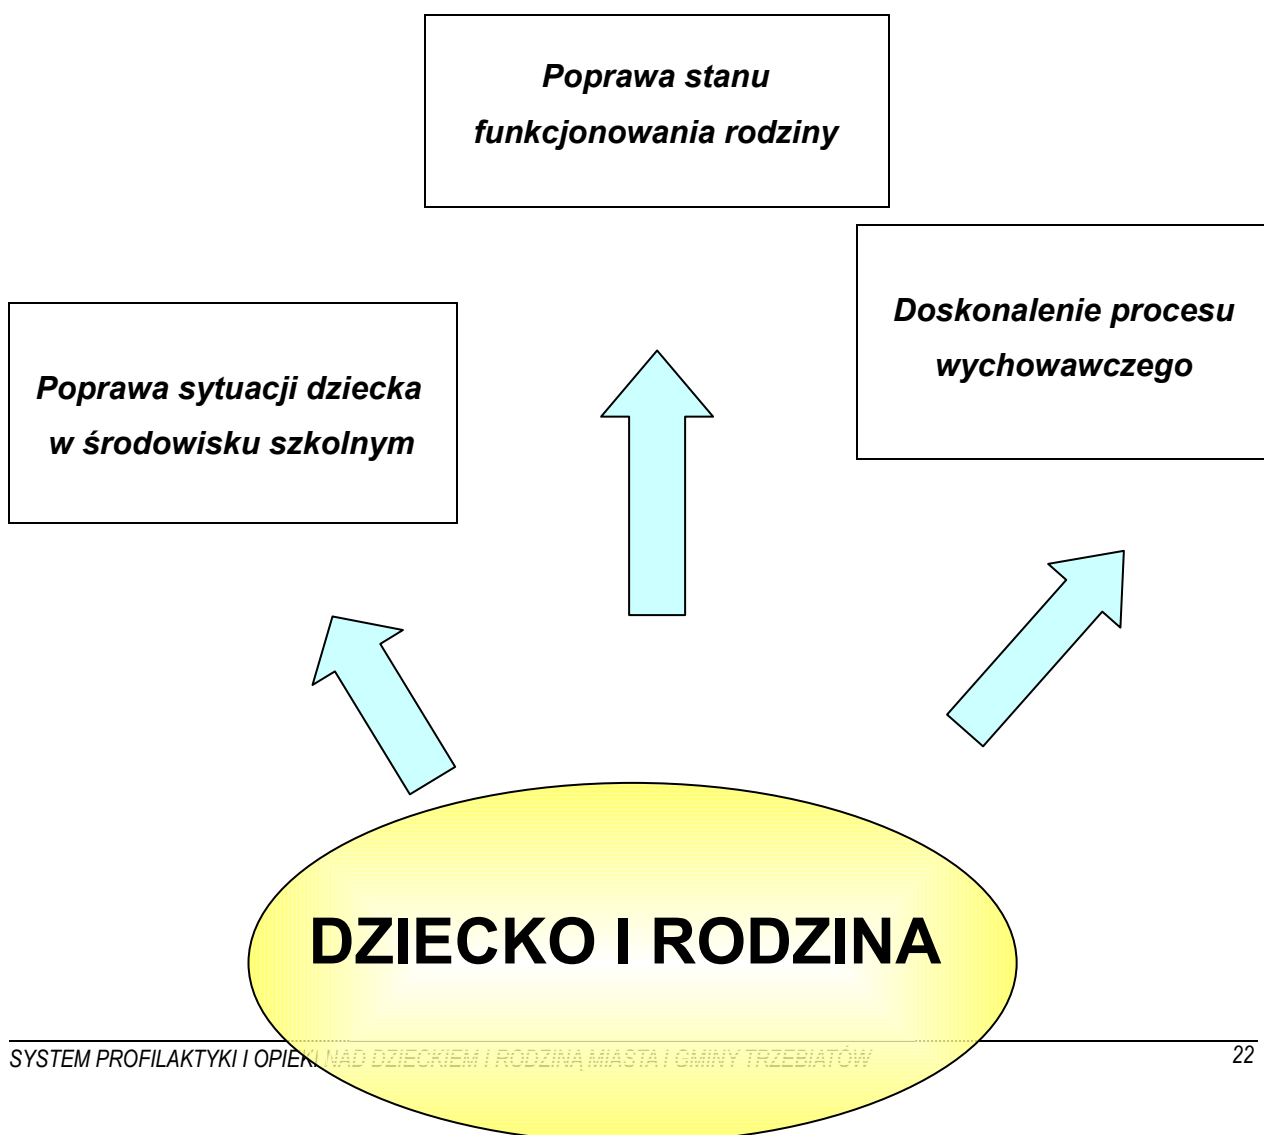 Poprawa stanu
funkcjonowania rodziny
Doskonalenie procesu
wychowawczego
Poprawa sytuacji dziecka
w środowisku szkolnym
DZIECKO I RODZINA
SYSTEM PROFILAKTYKI I OPIEKI NAD DZIECKIEM I RODZINĄ MIASTA I GMINY TRZEBIATÓW
22